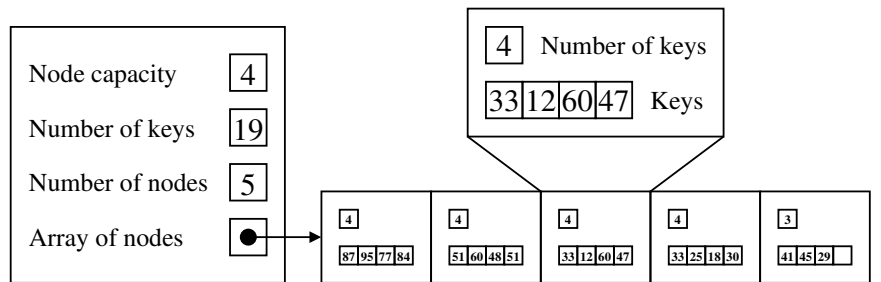 Node capacity 4
Number of keys 19
Number of nodes 5
Array of nodes
4 Number of keys
33 12 60 47 Keys
4 4 4 4 3
87 95 77 84 51 60 48 51 33 12 60 47 33 25 18 30 41 45 29